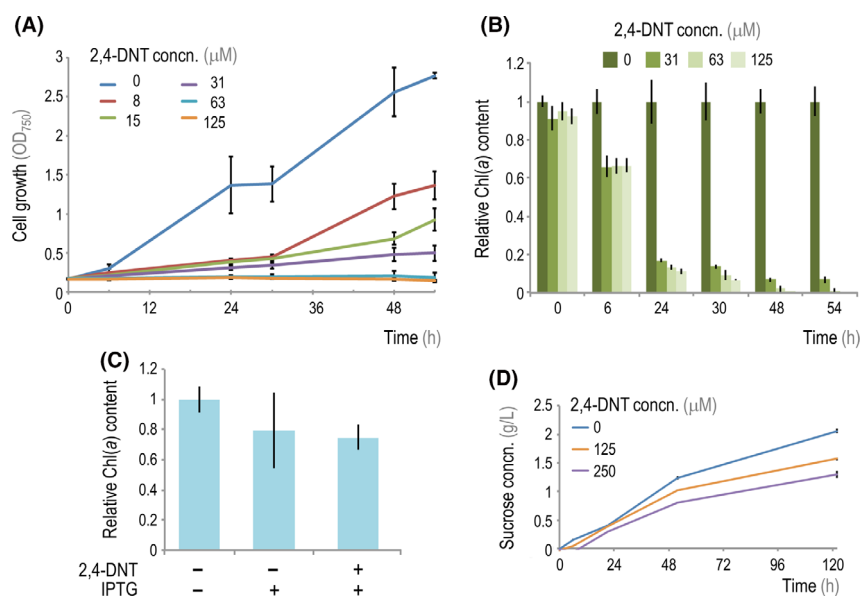 (A)
2,4-DNT concn. (μM)
0 31
8 63
15 125
Cell growth (OD750)
3
2.5
2
1.5
1
0.5
0
0 12 24 36 48
Time (h)
(B)
2,4-DNT concn. (μM)
0 31 63 125
Relative Chl(a) content
1.2
1
0.8
0.6
0.4
0.2
0
0 6 24 30 48 54
Time (h)
(C)
Relative Chl(a) content
1.2
1
0.8
0.6
0.4
0.2
0
2,4-DNT – – +
IPTG – + +
(D)
2,4-DNT concn. (μM)
0
125
250
Sucrose concn. (g/L)
2.5
2
1.5
1
0.5
0
0 24 48 72 96 120
Time (h)